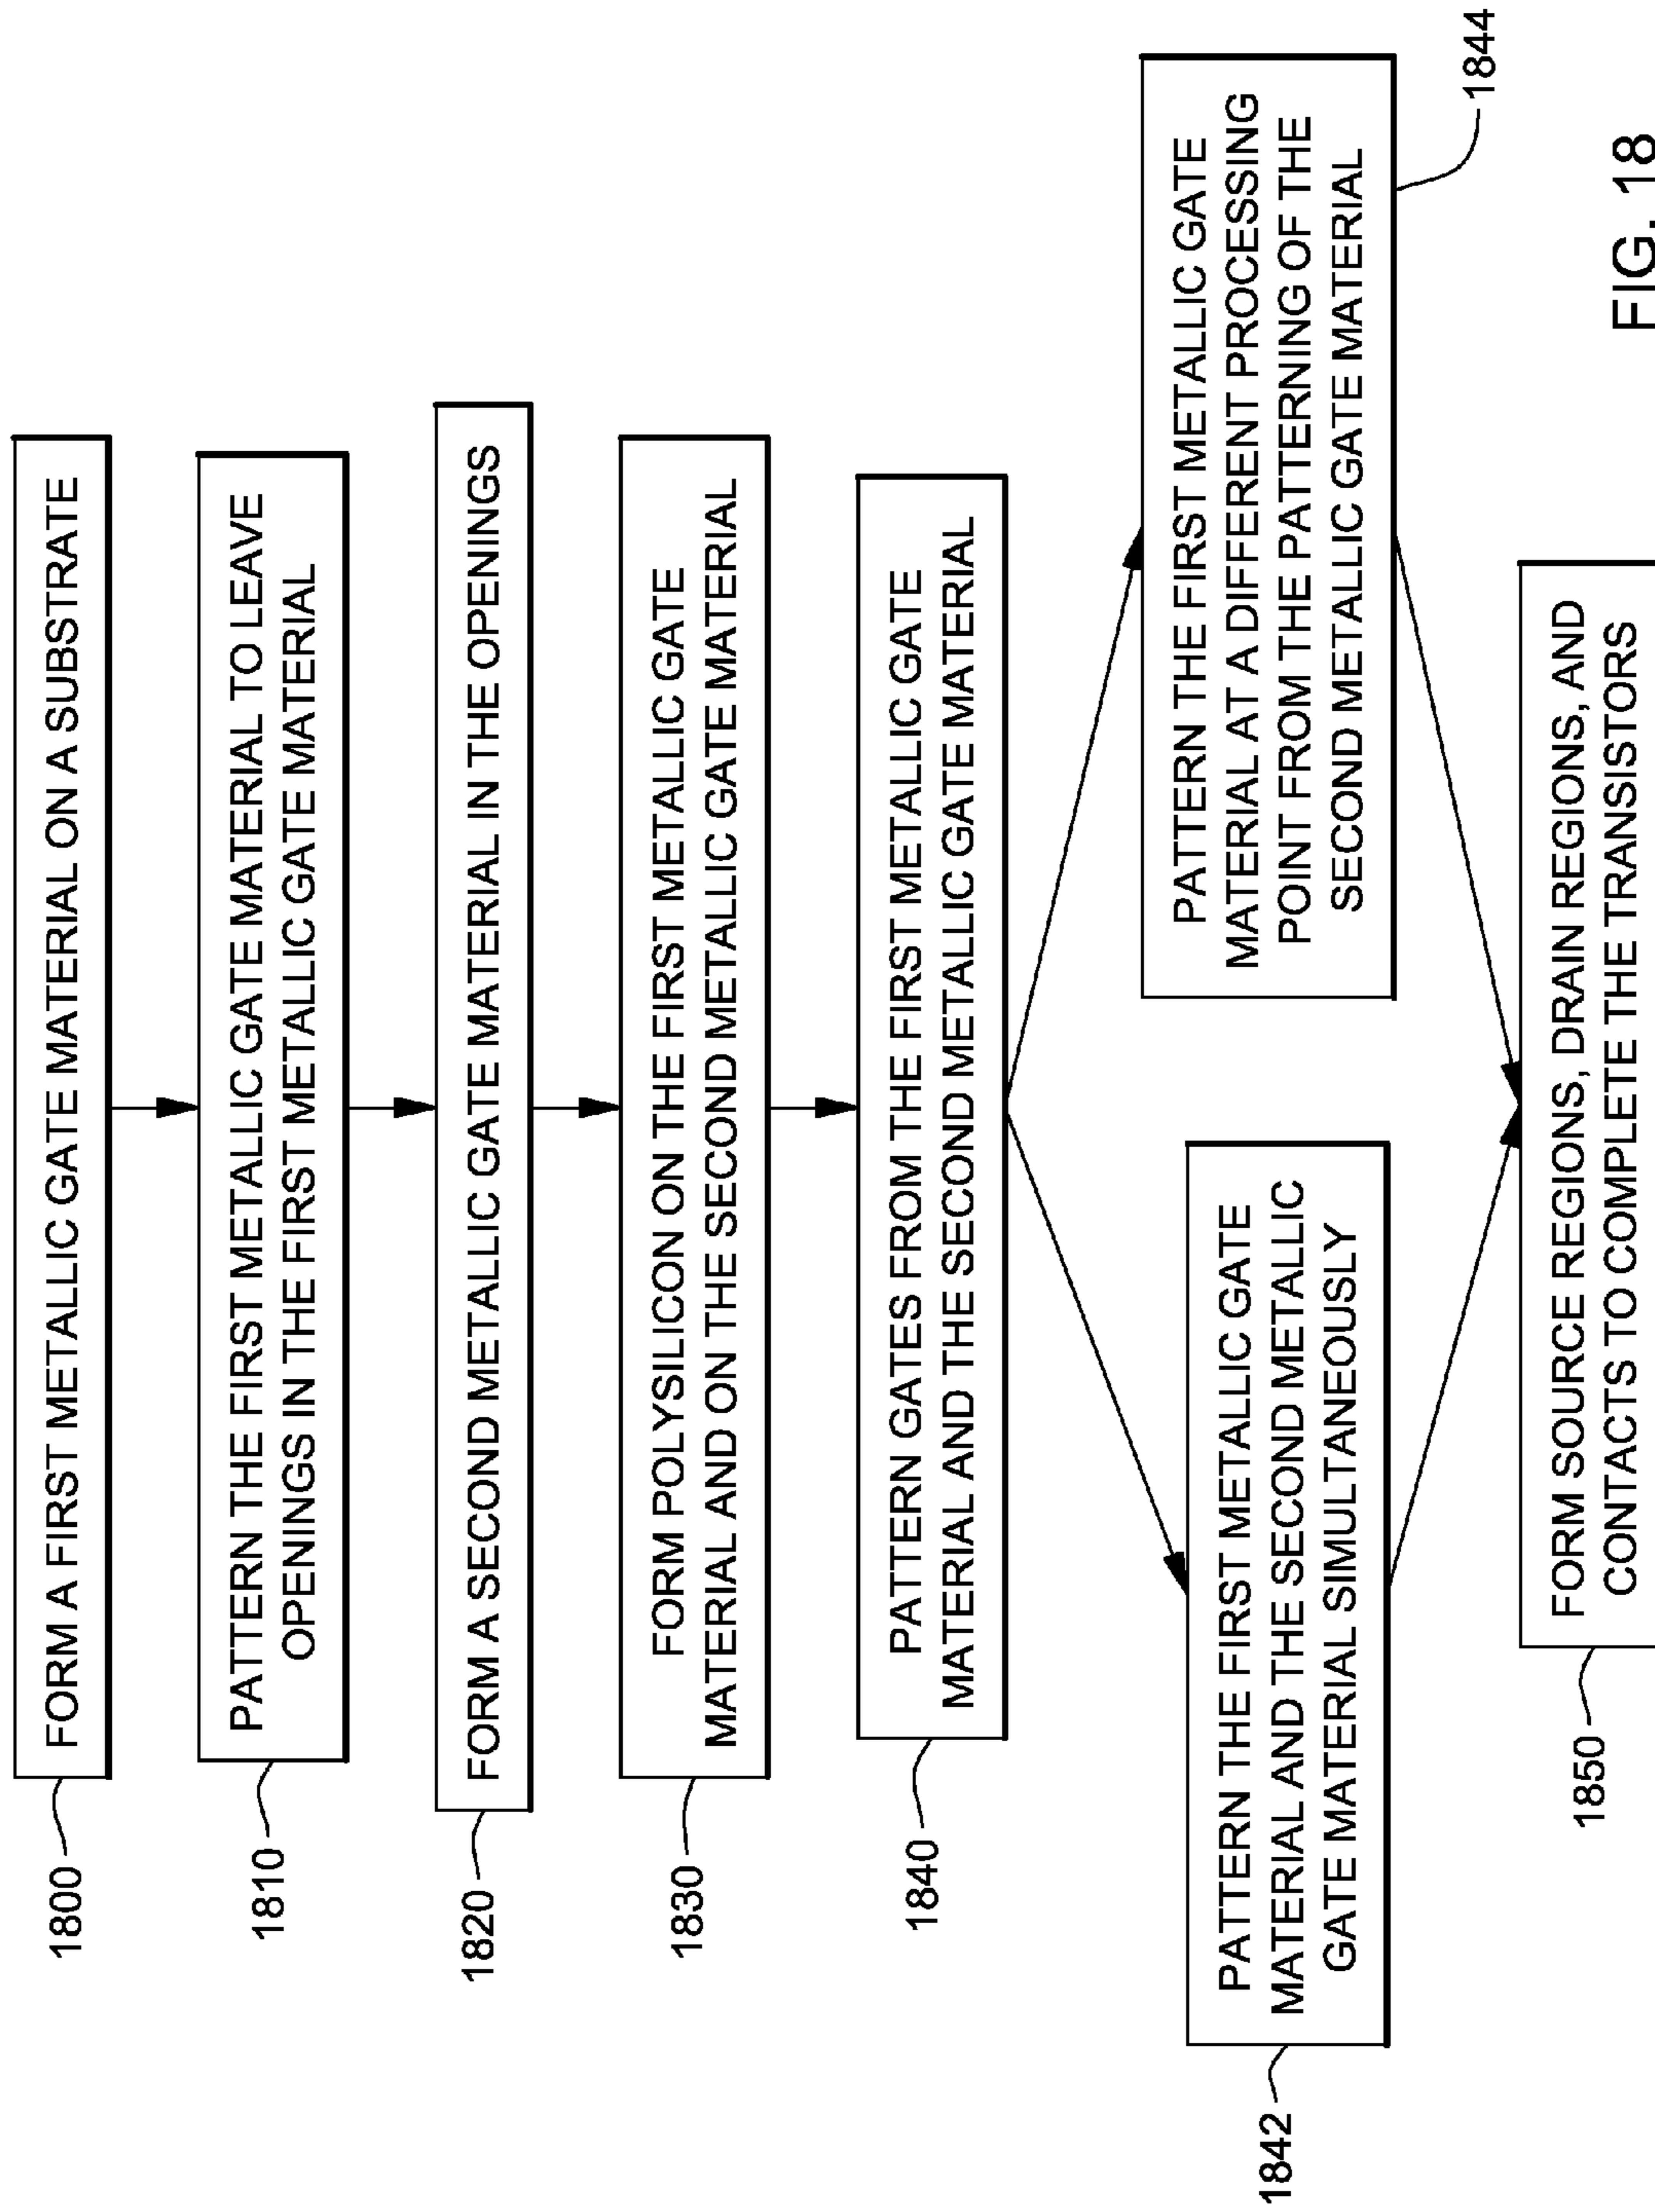 1800
FORM A FIRST METALLIC GATE MATERIAL ON A SUBSTRATE
1810
PATTERN THE FIRST METALLIC GATE MATERIAL TO LEAVE
OPENINGS IN THE FIRST METALLIC GATE MATERIAL
1820
FORM A SECOND METALLIC GATE MATERIAL IN THE OPENINGS
1830
FORM POLYSILICON ON THE FIRST METALLIC GATE
MATERIAL AND ON THE SECOND METALLIC GATE MATERIAL
1840
PATTERN GATES FROM THE FIRST METALLIC GATE
MATERIAL AND THE SECOND METALLIC GATE MATERIAL
1842
PATTERN THE FIRST METALLIC GATE
MATERIAL AND THE SECOND METALLIC
GATE MATERIAL SIMULTANEOUSLY
PATTERN THE FIRST METALLIC GATE
MATERIAL AT A DIFFERENT PROCESSING
POINT FROM THE PATTERNING OF THE
SECOND METALLIC GATE MATERIAL
1844
1850
FORM SOURCE REGIONS, DRAIN REGIONS, AND
CONTACTS TO COMPLETE THE TRANSISTORS
FIG. 18